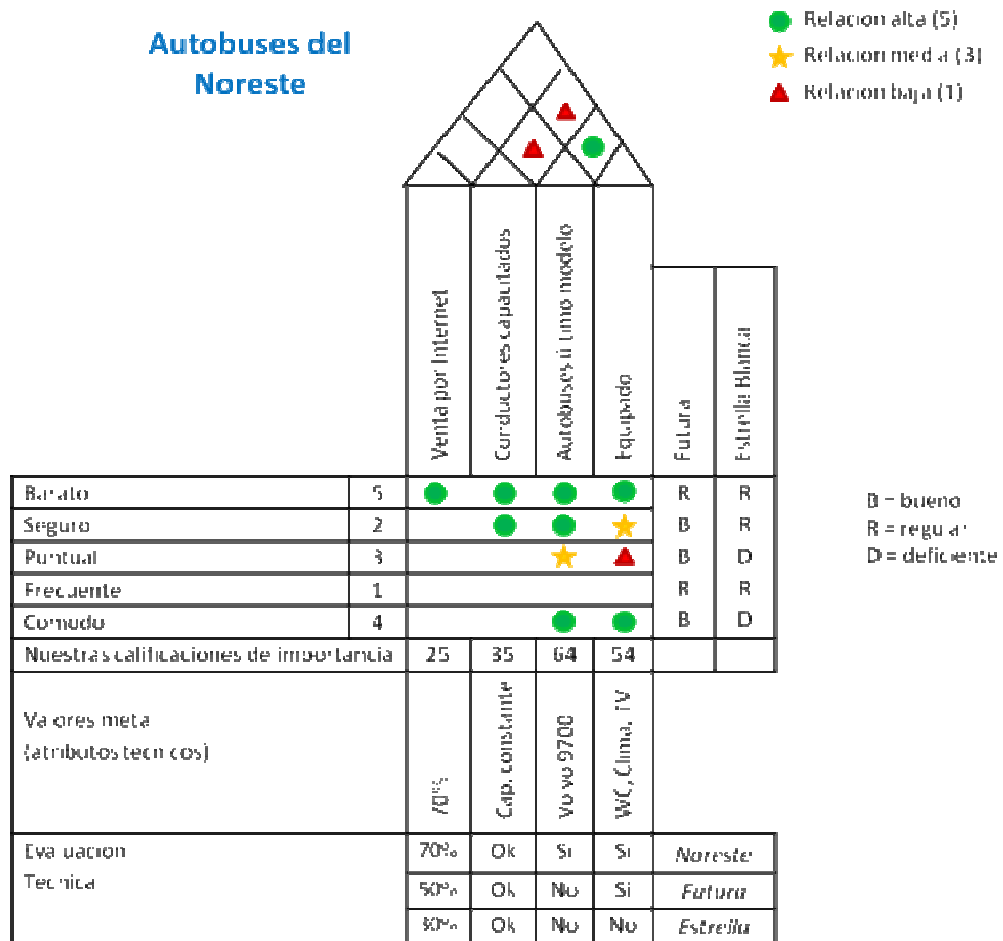 Autobuses del
Noreste
Relacion alta (5)
Relacion media (3)
Relacion baja (1)
Venta por Internet
Conductores capacitados
Autobuses último modelo
Equipado
Futura
Estrella Blanca
Barato 5 R R
Seguro 2 B R
Puntual 3 B D
Frecuente 1 R R
Comodo 4 B D
B = bueno
R = regular
D = deficiente
Nuestras calificaciones de importancia 25 35 64 54
Valores meta
(atributos tecnicos)
70%
Cap. constante
Volvo 9700
WC, Clima, TV
Evaluacion
Tecnica
70% Ok Si Si Noreste
50% Ok No Si Futura
30% Ok No No Estrella